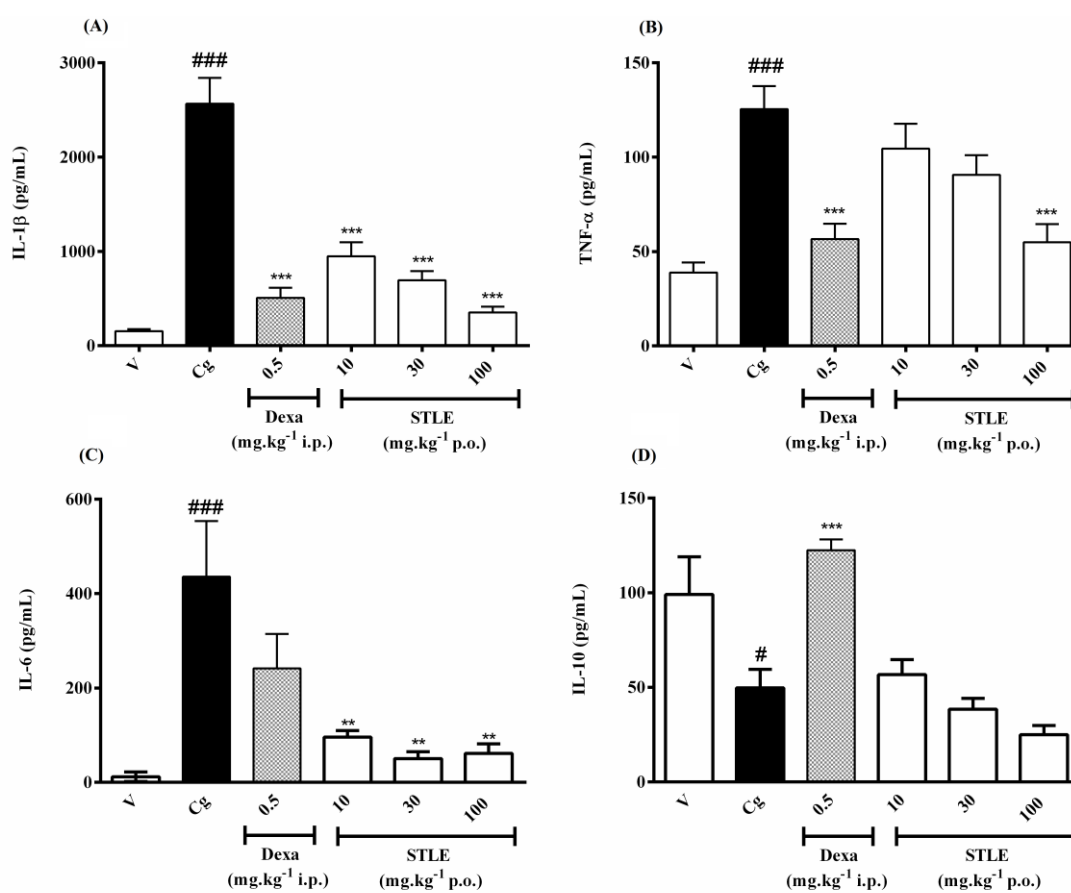 (A)
###
3000
2000
1000
0
IL-1β (pg/mL)
***
***
***
***
V
Cg
0.5
10
30
100
Dexa
(mg.kg⁻¹ i.p.)
STLE
(mg.kg⁻¹ p.o.)
(B)
###
150
100
50
0
TNF-α (pg/mL)
***
***
V
Cg
0.5
10
30
100
Dexa
(mg.kg⁻¹ i.p.)
STLE
(mg.kg⁻¹ p.o.)
(C)
###
600
400
200
0
IL-6 (pg/mL)
**
**
**
V
Cg
0.5
10
30
100
Dexa
(mg.kg⁻¹ i.p.)
STLE
(mg.kg⁻¹ p.o.)
(D)
150
100
50
0
IL-10 (pg/mL)
#
***
V
Cg
0.5
10
30
100
Dexa
(mg.kg⁻¹ i.p.)
STLE
(mg.kg⁻¹ p.o.)